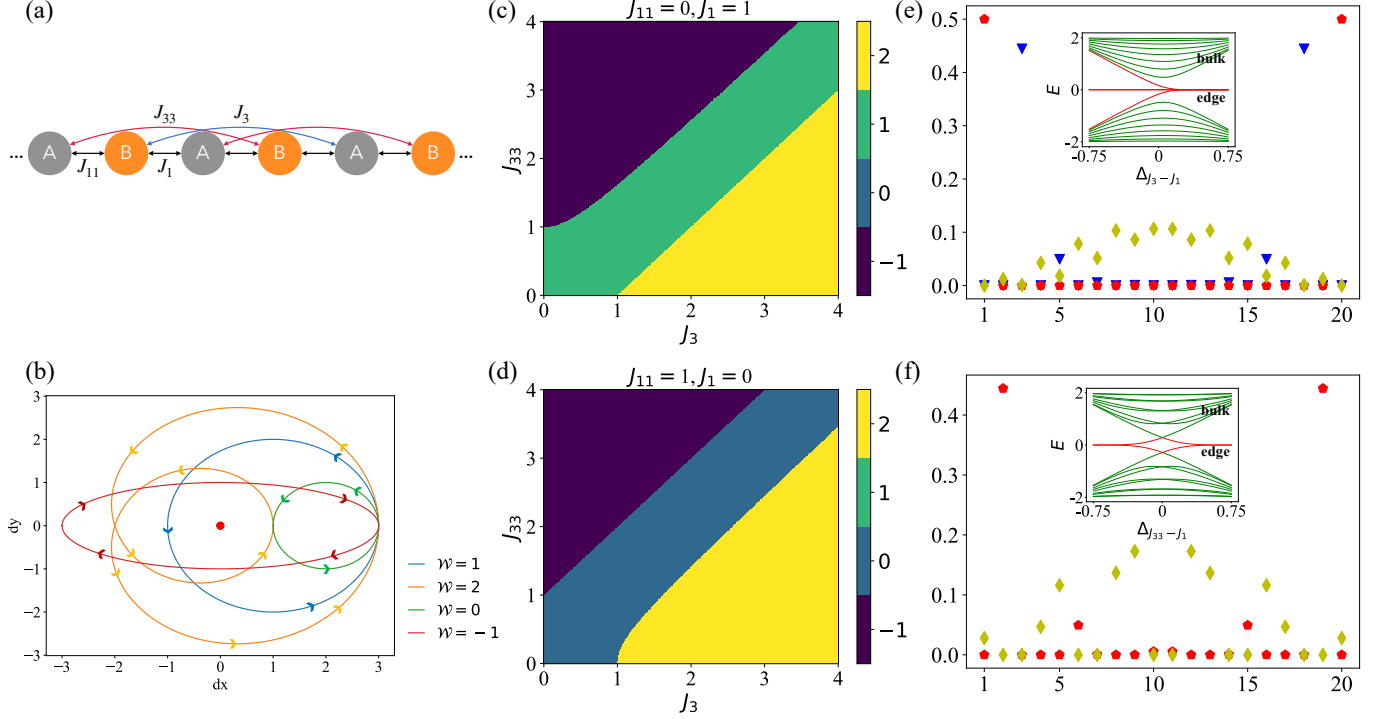 (a)
J33 J3
... A B A B A B ...
J11 J1
(b)
3
2
1
0
−1
−2
−3
dy
−3 −2 −1 0 1 2 3
dx
𝒲 = 1
𝒲 = 2
𝒲 = 0
𝒲 = −1
(c)
J11 = 0, J1 = 1
4
3
2
1
0
J33
0 1 2 3 4
J3
2
1
0
−1
(d)
J11 = 1, J1 = 0
4
3
2
1
0
J33
0 1 2 3 4
J3
2
1
0
−1
(e)
0.5
0.4
0.3
0.2
0.1
0.0
1 5 10 15 20
2
0
-2
E
bulk
edge
-0.75 0 0.75
ΔJ3−J1
(f)
0.4
0.3
0.2
0.1
0.0
1 5 10 15 20
2
0
-2
E
bulk
edge
-0.75 0 0.75
ΔJ33−J1